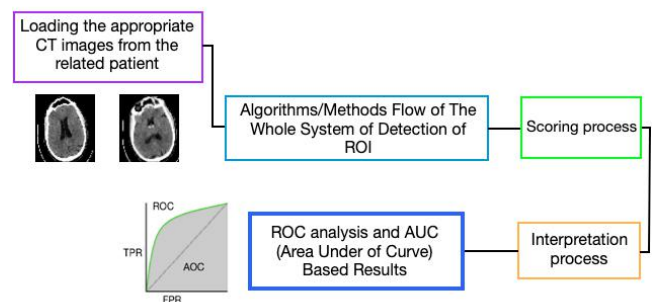 Loading the appropriate
CT images from the
related patient
Algorithms/Methods Flow of The
Whole System of Detection of
ROI
Scoring process
ROC
TPR
AOC
FPR
ROC analysis and AUC
(Area Under of Curve)
Based Results
Interpretation
process